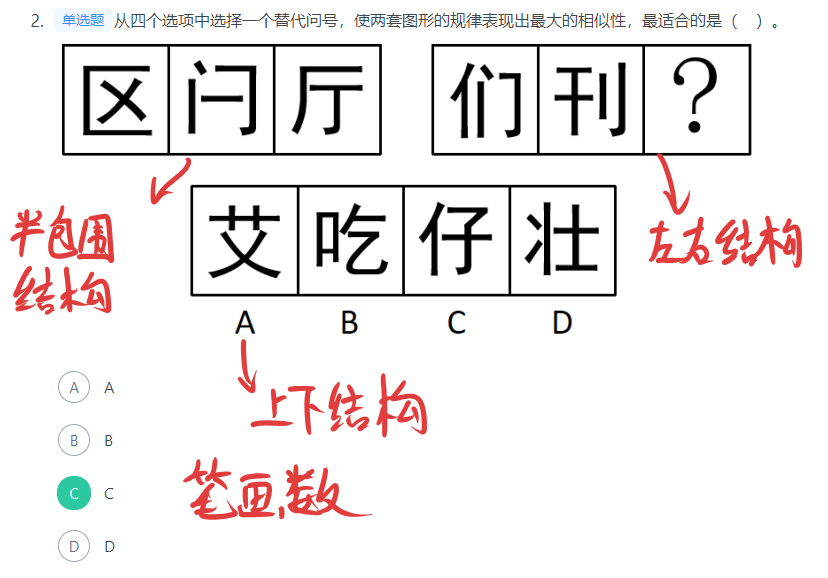 2. 单选题 从四个选项中选择一个替代问号，使两套图形的规律表现出最大的相似性，最适合的是（ ）。
区 闩 厅 们 刊 ?
半包围
结构
左右结构
艾 吃 仔 壮
A B C D
上下结构
笔画数
A A
B B
C C
D D